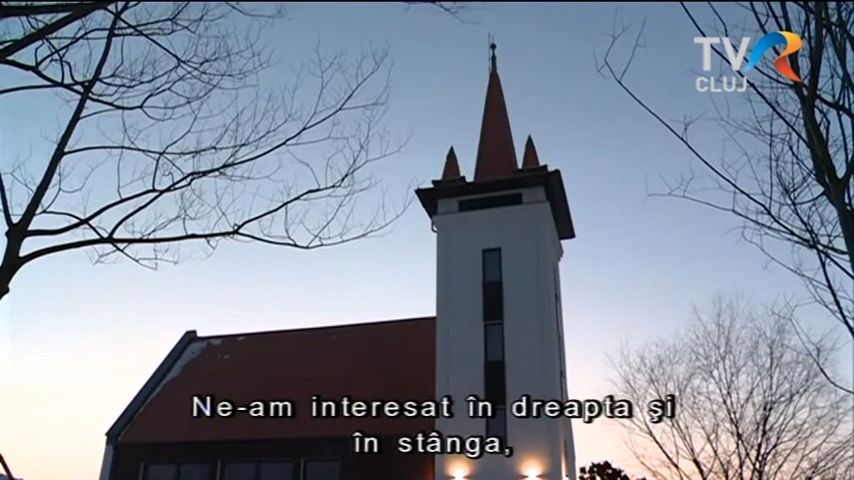 TVR
CLUJ
Ne-am interesat în dreapta şi
în stânga,